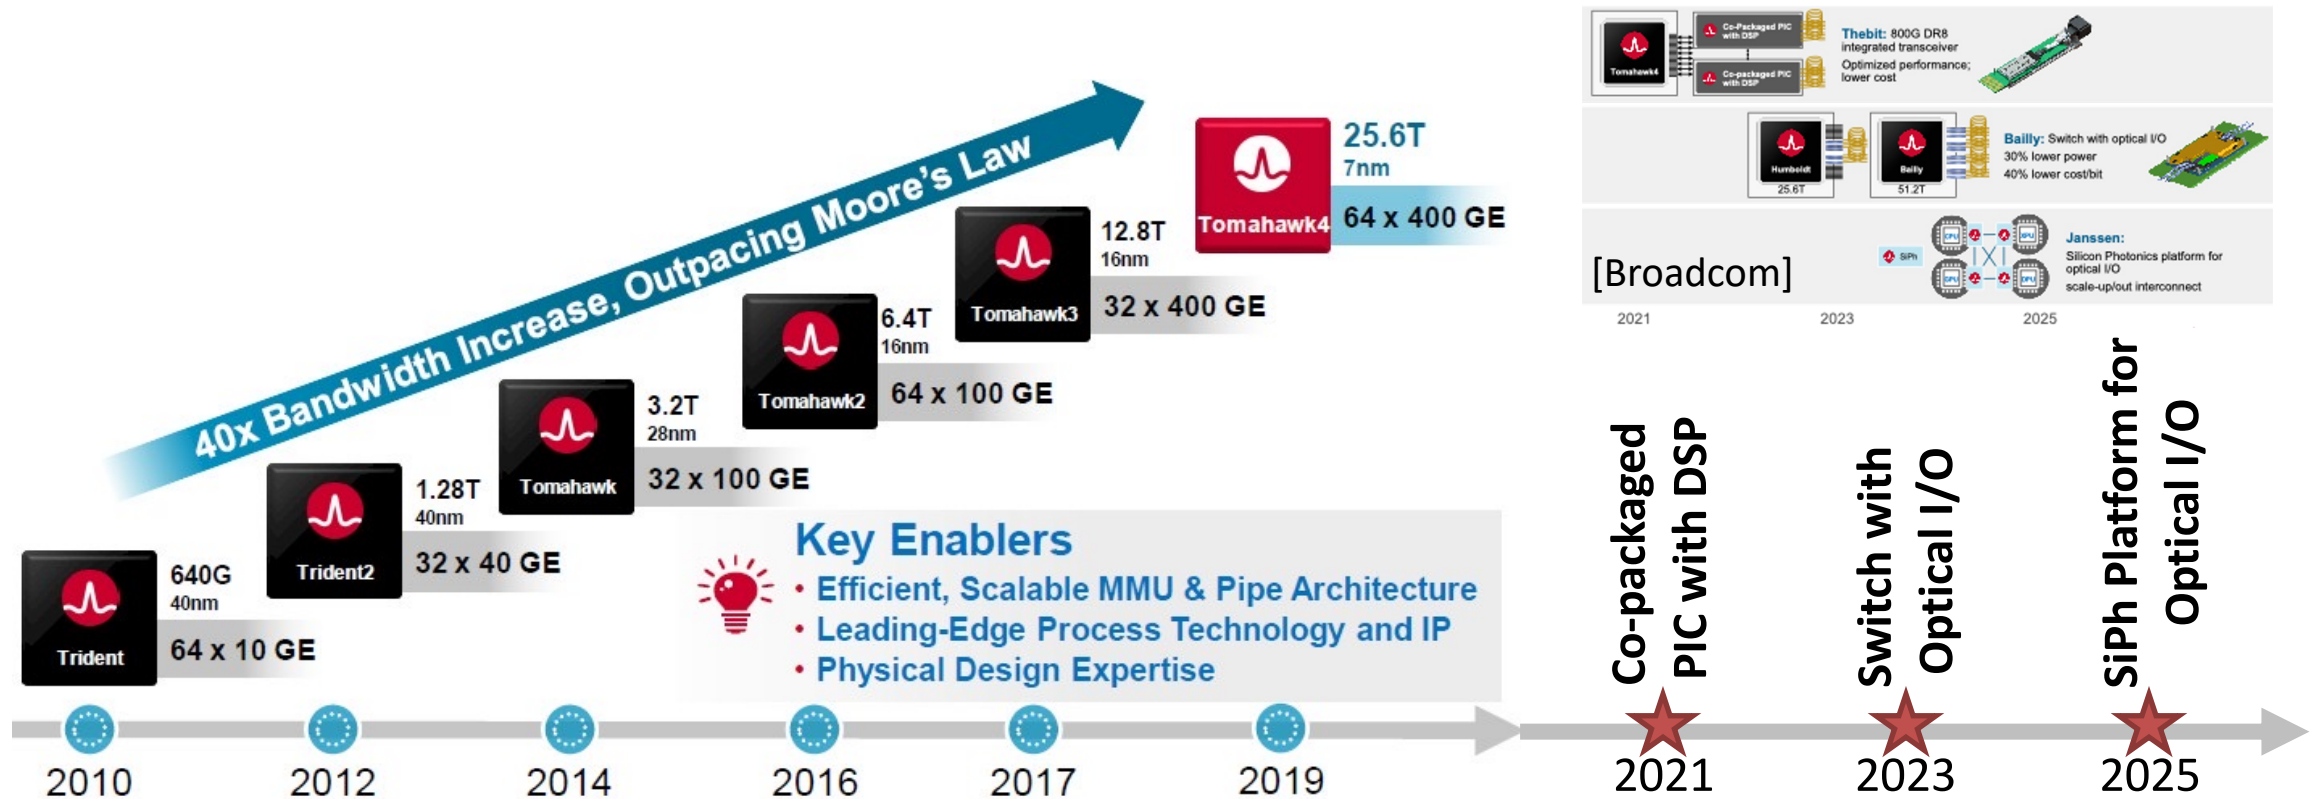 40x Bandwidth Increase, Outpacing Moore's Law
Trident
640G
40nm
64 x 10 GE
Trident2
1.28T
40nm
32 x 40 GE
Tomahawk
3.2T
28nm
32 x 100 GE
Tomahawk2
6.4T
16nm
64 x 100 GE
Tomahawk3
12.8T
16nm
32 x 400 GE
Tomahawk4
25.6T
7nm
64 x 400 GE
Key Enablers
• Efficient, Scalable MMU & Pipe Architecture
• Leading-Edge Process Technology and IP
• Physical Design Expertise
2010
2012
2014
2016
2017
2019
Tomahawk4
Co-Packaged PIC
with DSP
Co-packaged PIC
with DSP
Thebit: 800G DR8
integrated transceiver
Optimized performance;
lower cost
Humboldt
25.6T
Bailly
51.2T
Bailly: Switch with optical I/O
30% lower power
40% lower cost/bit
SiPh
CPU
GPU
Janssen:
Silicon Photonics platform for
optical I/O
scale-up/out interconnect
[Broadcom]
2021
2023
2025
Co-packaged
PIC with DSP
Switch with
Optical I/O
SiPh Platform for
Optical I/O
2021
2023
2025